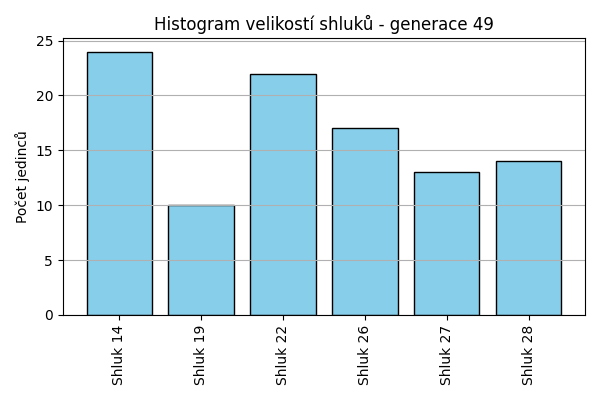 Histogram velikostí shluků - generace 49
Počet jedinců
25
20
15
10
5
0
Shluk 14
Shluk 19
Shluk 22
Shluk 26
Shluk 27
Shluk 28